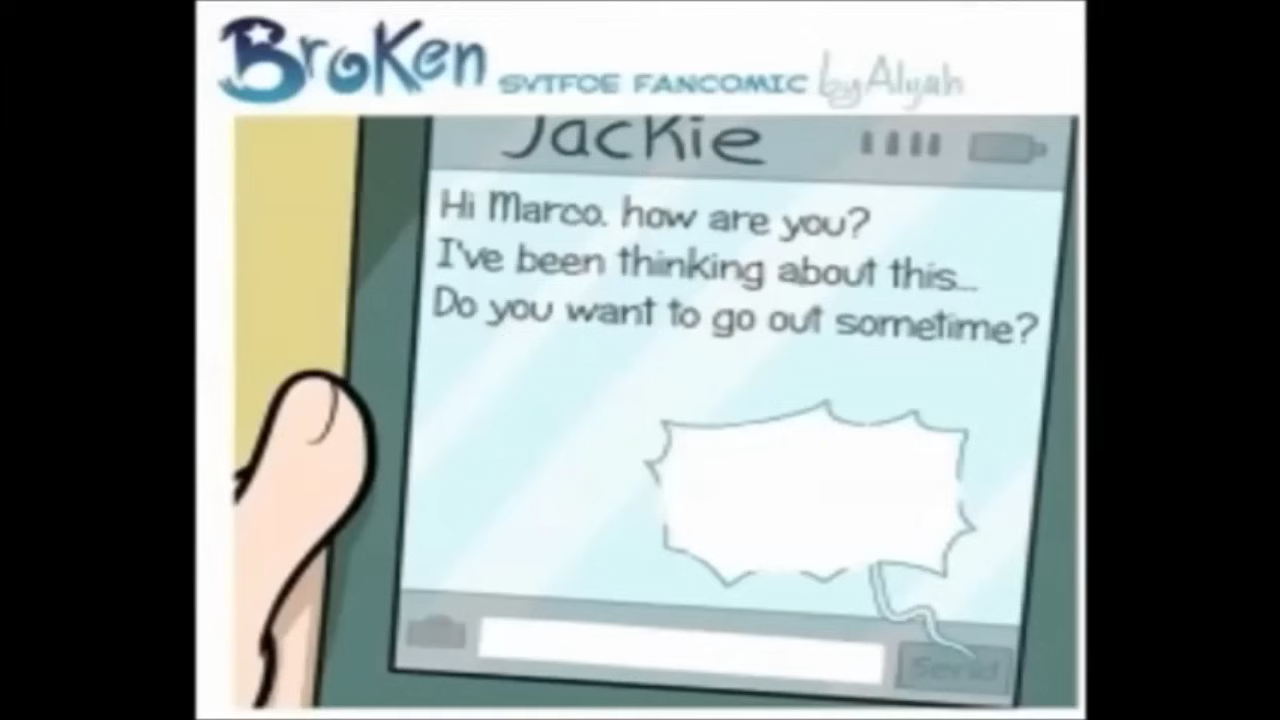 Broken SVTFOE FANCOMIC by Alyah
Jackie
Hi Marco. how are you?
I've been thinking about this...
Do you want to go out sometime?
Send